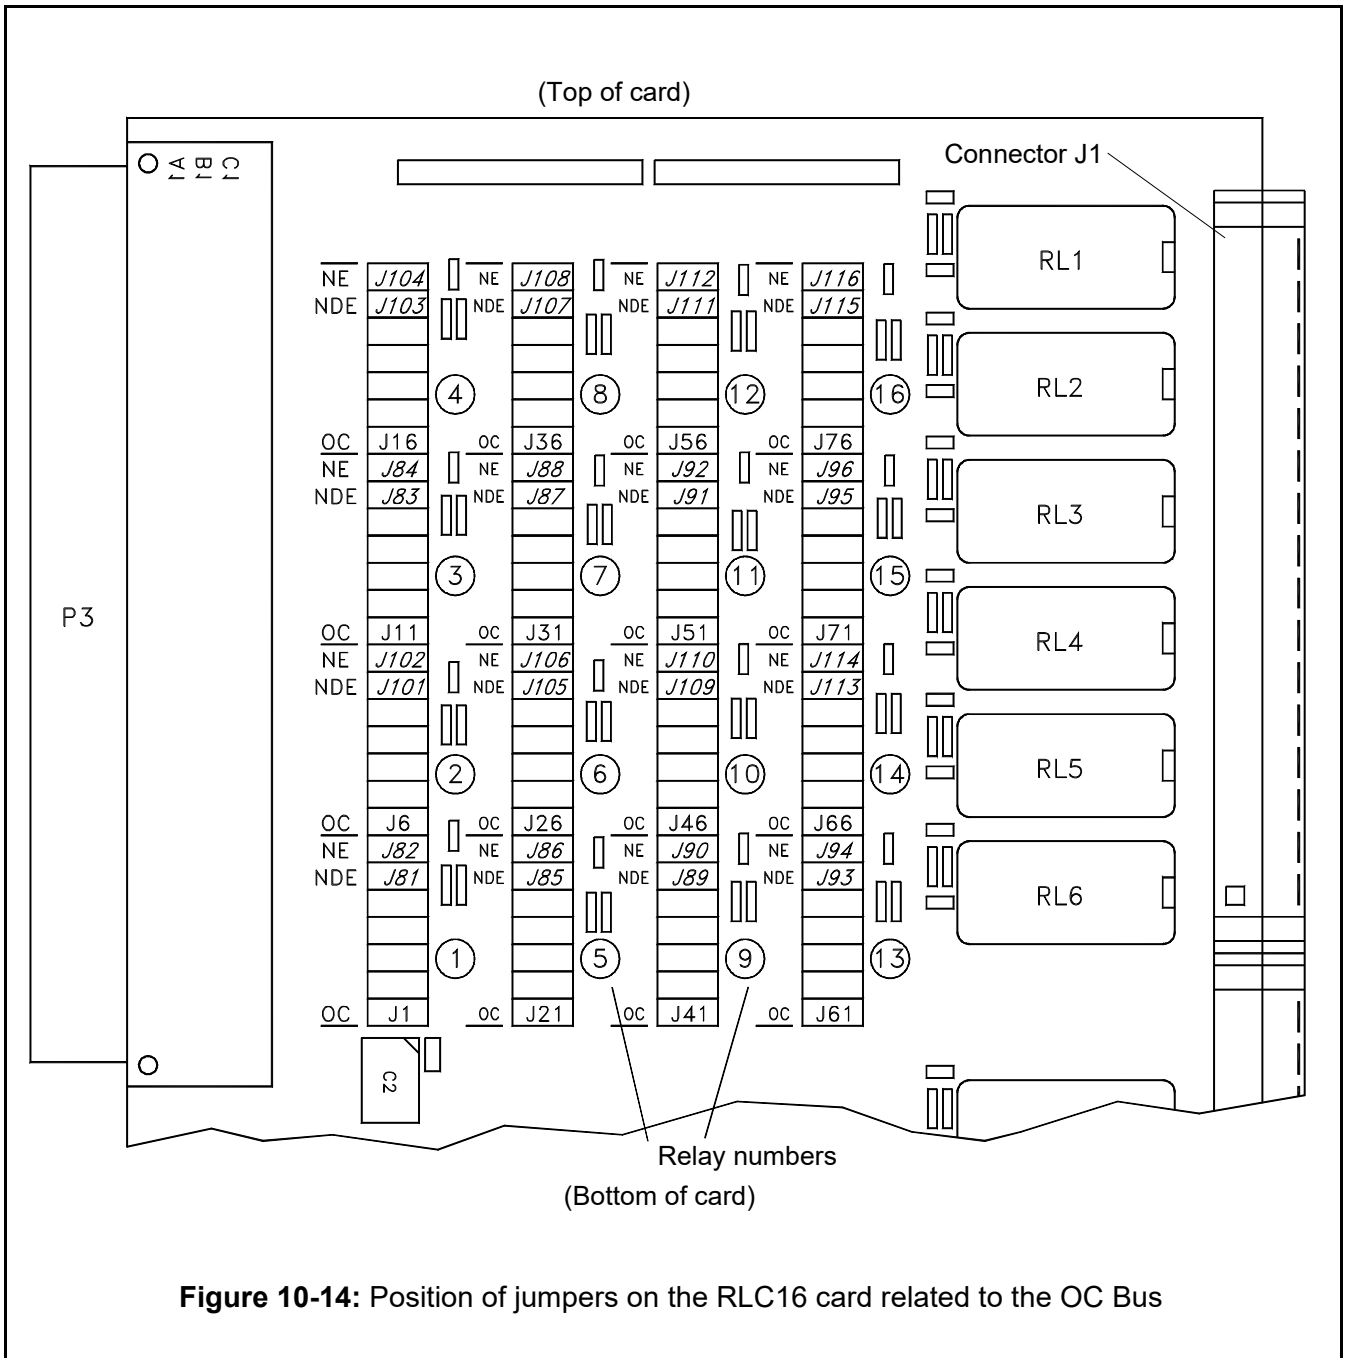 (Top of card)
Connector J1
A1 B1 C1
RL1
NE J104 NE J108 NE J112 NE J116
NDE J103 NDE J107 NDE J111 NDE J115
RL2
4 8 12 16
OC J16 OC J36 OC J56 OC J76
NE J84 NE J88 NE J92 NE J96
NDE J83 NDE J87 NDE J91 NDE J95
RL3
3 7 11 15
P3
OC J11 OC J31 OC J51 OC J71
RL4
NE J102 NE J106 NE J110 NE J114
NDE J101 NDE J105 NDE J109 NDE J113
2 6 10 14
RL5
OC J6 OC J26 OC J46 OC J66
NE J82 NE J86 NE J90 NE J94
NDE J81 NDE J85 NDE J89 NDE J93
RL6
1 5 9 13
OC J1 OC J21 OC J41 OC J61
C2
Relay numbers
(Bottom of card)
Figure 10-14: Position of jumpers on the RLC16 card related to the OC Bus